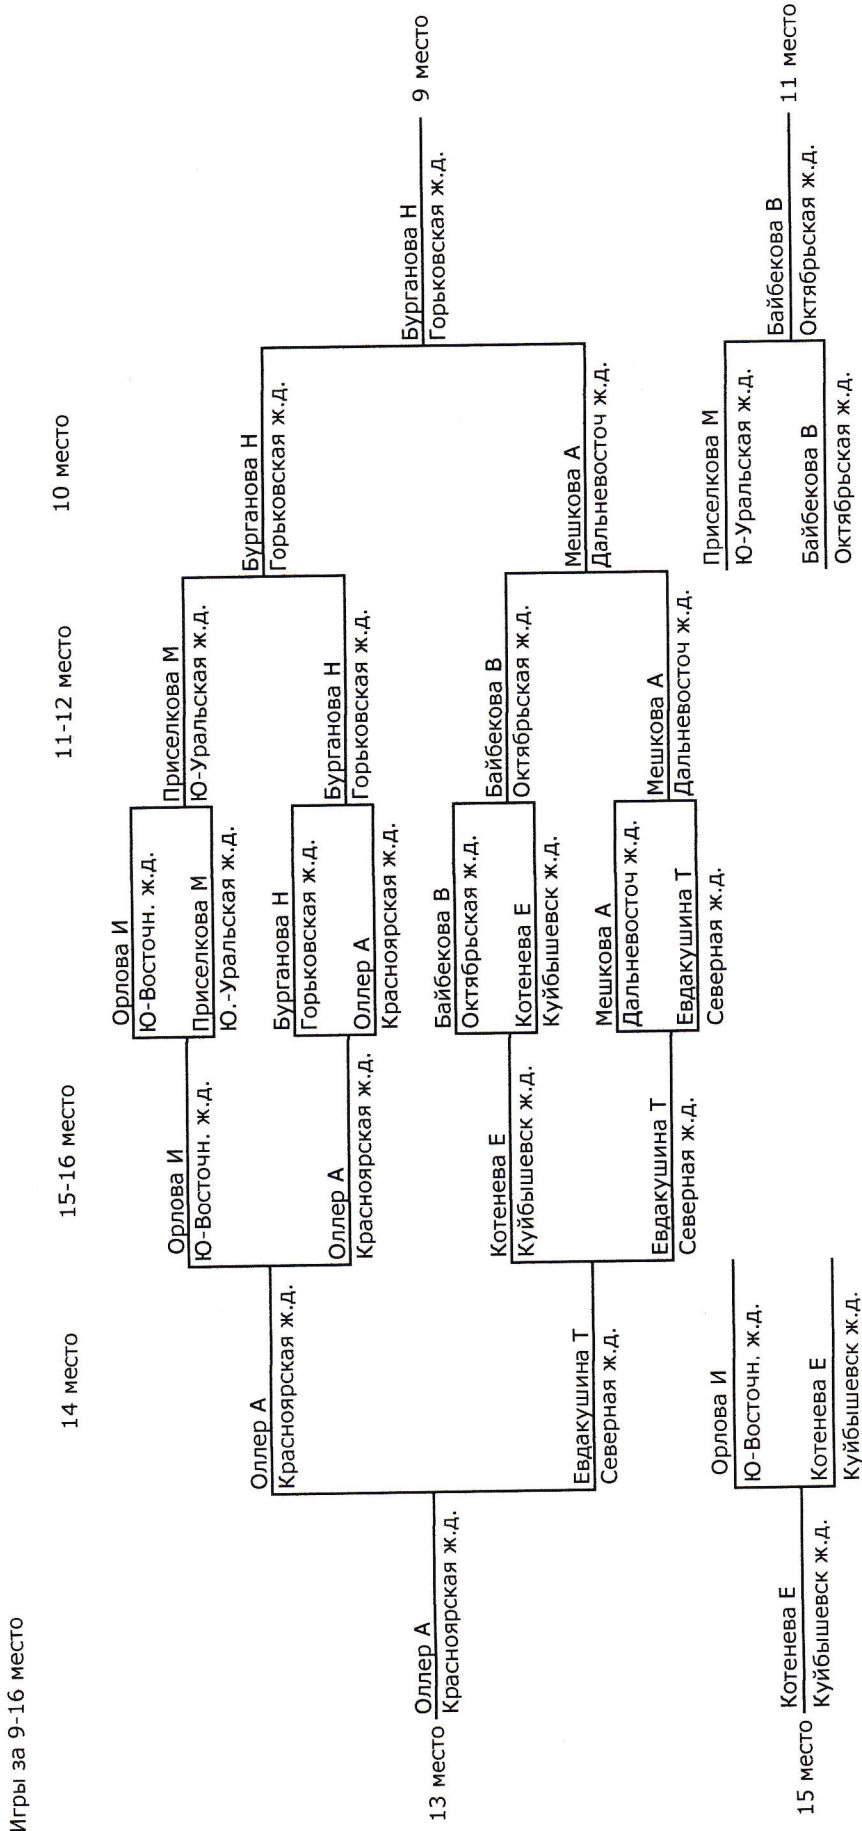 Игры за 9-16 место
14 место
15-16 место
11-12 место
10 место
Орлова И
Ю-Восточн. ж.д.
Приселкова М
Ю.-Уральская ж.д.
Орлова И
Ю-Восточн. ж.д.
Приселкова М
Ю-Уральская ж.д.
Оллер А
Красноярская ж.д.
Бурганова Н
Горьковская ж.д.
Бурганова Н
Горьковская ж.д.
Оллер А
Красноярская ж.д.
Оллер А
Красноярская ж.д.
Бурганова Н
Горьковская ж.д.
13 место
Оллер А
Красноярская ж.д.
Бурганова Н
Горьковская ж.д.
9 место
Байбекова В
Октябрьская ж.д.
Котенева Е
Куйбышевск ж.д.
Котенева Е
Куйбышевск ж.д.
Байбекова В
Октябрьская ж.д.
Евдакушина Т
Северная ж.д.
Мешкова А
Дальневосточ ж.д.
Мешкова А
Дальневосточ ж.д.
Евдакушина Т
Северная ж.д.
Евдакушина Т
Северная ж.д.
Мешкова А
Дальневосточ ж.д.
Орлова И
Ю-Восточн. ж.д.
Приселкова М
Ю-Уральская ж.д.
15 место
Котенева Е
Куйбышевск ж.д.
Байбекова В
Октябрьская ж.д.
11 место
Котенева Е
Куйбышевск ж.д.
Байбекова В
Октябрьская ж.д.